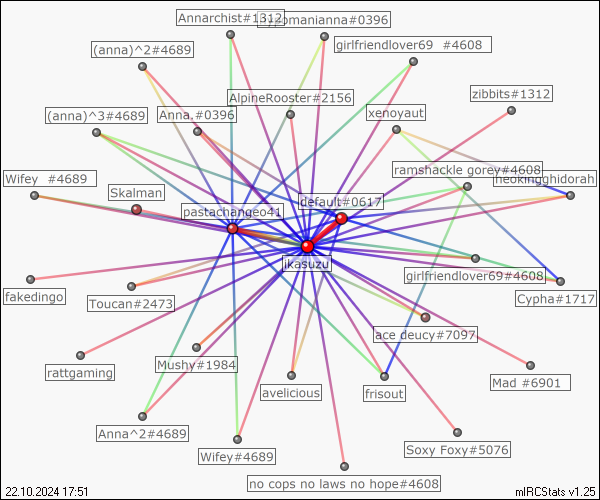 Annarchist#1312
omanianna#0396
girlfriendlover69 #4608
(anna)^2#4689
zibbits#1312
AlpineRooster#2156
(anna)^3#4689
Anna.#0396
xenoyaut
ramshackle gorey#4608
Wifey #4689
neokingghidorah
Skalman
default#0617
pastachangeo41
ikasuzu
girlfriendlover69#4608
fakedingo
Toucan#2473
Cypha#1717
ace deucy#7097
rattgaming
Mushy#1984
Mad #6901
avelicious
frisout
Anna^2#4689
Wifey#4689
Soxy Foxy#5076
no cops no laws no hope#4608
22.10.2024 17:51
mIRCStats v1.25